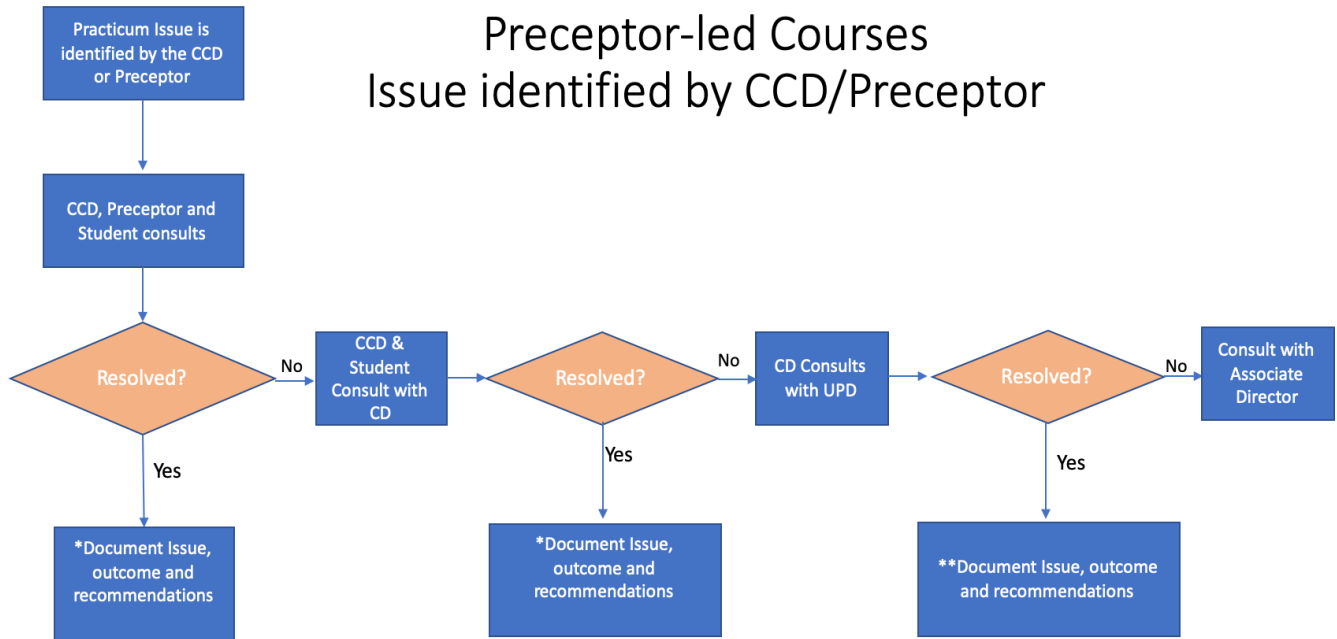 Preceptor-led Courses
Issue identified by CCD/Preceptor
Practicum Issue is
identified by the CCD
or Preceptor
CCD, Preceptor and
Student consults
Resolved?
No
CCD &
Student
Consult with
CD
Resolved?
No
CD Consults
with UPD
Resolved?
No
Consult with
Associate
Director
Yes
Yes
Yes
*Document Issue,
outcome and
recommendations
*Document Issue,
outcome and
recommendations
**Document Issue, outcome
and recommendations